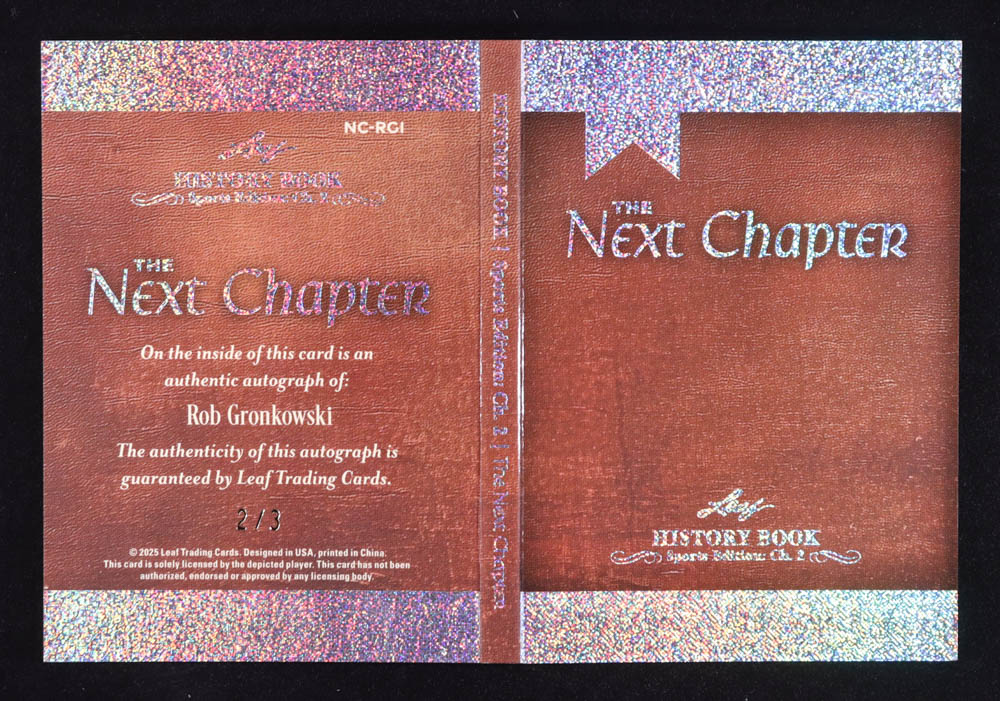 NC-RG1
Leaf
HISTORY BOOK
Sports Edition: Ch. 2
THE
Next Chapter
On the inside of this card is an
authentic autograph of:
Rob Gronkowski
The authenticity of this autograph is
guaranteed by Leaf Trading Cards.
2/3
© 2025 Leaf Trading Cards. Designed in USA, printed in China.
This card is solely licensed by the depicted player. This card has not been
authorized, endorsed or approved by any licensing body.
HISTORY BOOK | Sports Edition: Ch. 2 | The Next Chapter
THE
Next Chapter
Leaf
HISTORY BOOK
Sports Edition: Ch. 2